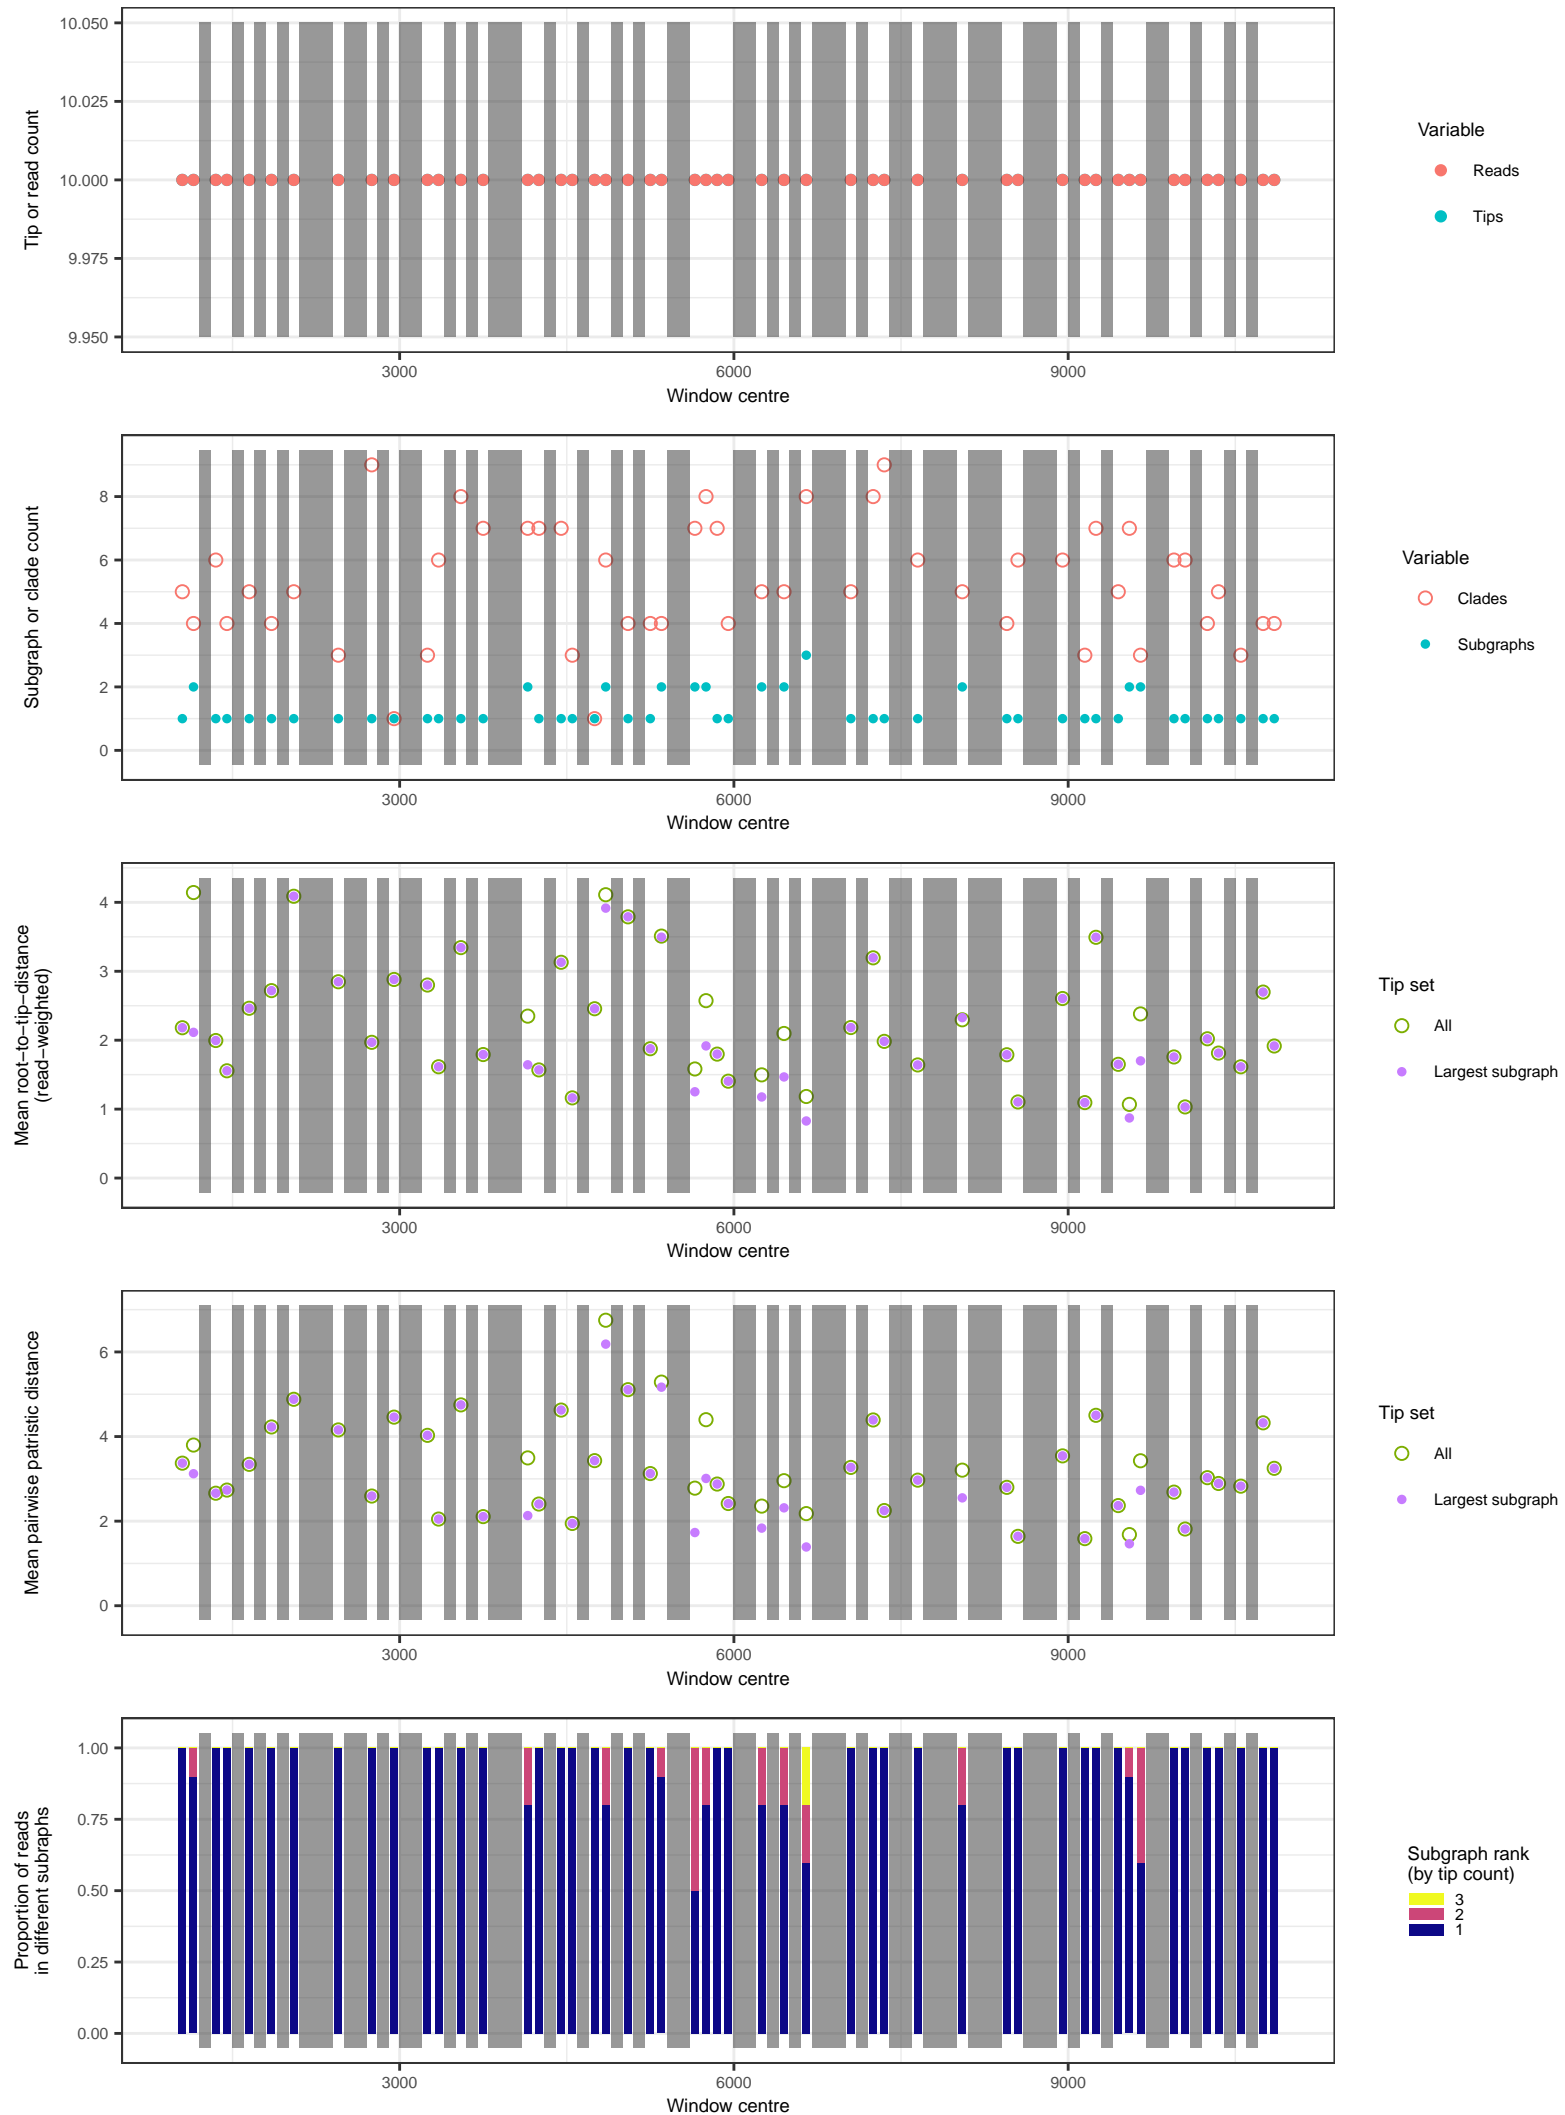 10.050
10.025
10.000
9.975
9.950
Tip or read count
3000
6000
9000
Window centre
Variable
Reads
Tips
8
6
4
2
0
Subgraph or clade count
3000
6000
9000
Window centre
Variable
Clades
Subgraphs
4
3
2
1
0
Mean root−to−tip−distance
(read−weighted)
3000
6000
9000
Window centre
Tip set
All
Largest subgraph
6
4
2
0
Mean pairwise patristic distance
3000
6000
9000
Window centre
Tip set
All
Largest subgraph
1.00
0.75
0.50
0.25
0.00
Proportion of reads
in different subraphs
3000
6000
9000
Window centre
Subgraph rank
(by tip count)
3
2
1